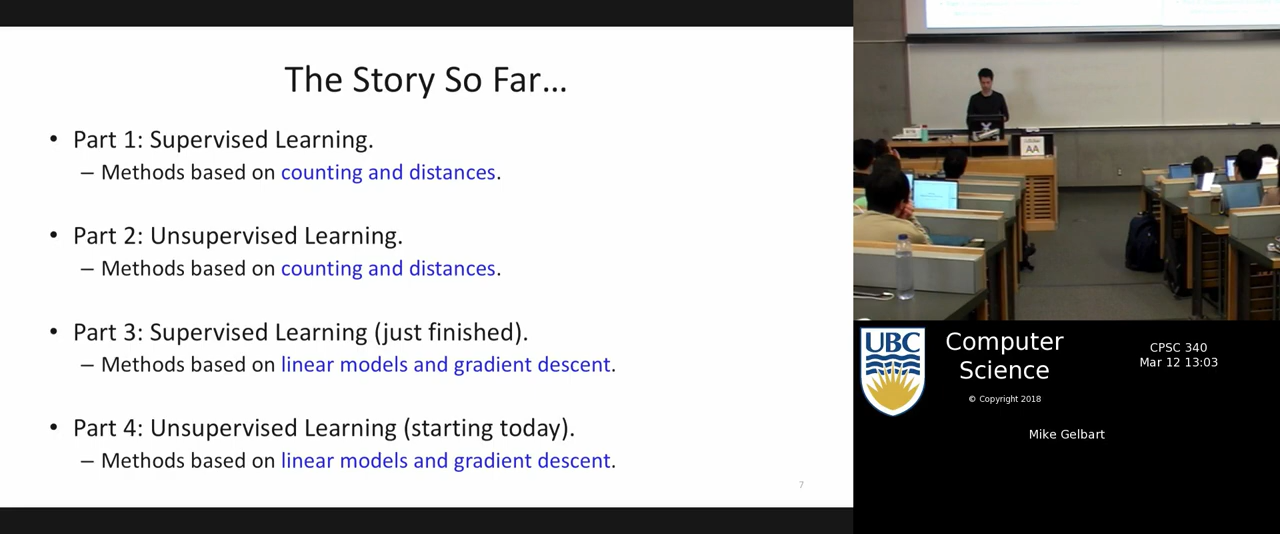 The Story So Far...
• Part 1: Supervised Learning.
– Methods based on counting and distances.
• Part 2: Unsupervised Learning.
– Methods based on counting and distances.
• Part 3: Supervised Learning (just finished).
– Methods based on linear models and gradient descent.
• Part 4: Unsupervised Learning (starting today).
– Methods based on linear models and gradient descent.
7
AA
UBC
Computer
Science
© Copyright 2018
CPSC 340
Mar 12 13:03
Mike Gelbart